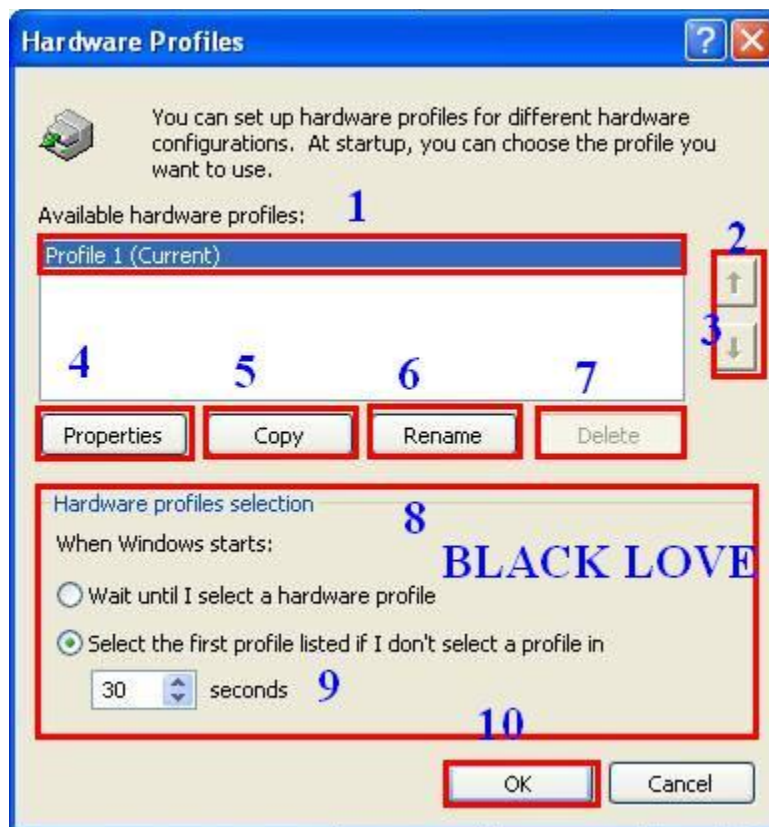 Hardware Profiles
You can set up hardware profiles for different hardware
configurations. At startup, you can choose the profile you
want to use.
Available hardware profiles: 1
Profile 1 (Current)
2
3
4 5 6 7
Properties Copy Rename Delete
Hardware profiles selection
8
When Windows starts:
BLACK LOVE
Wait until I select a hardware profile
Select the first profile listed if I don't select a profile in
30 seconds 9
10
OK Cancel